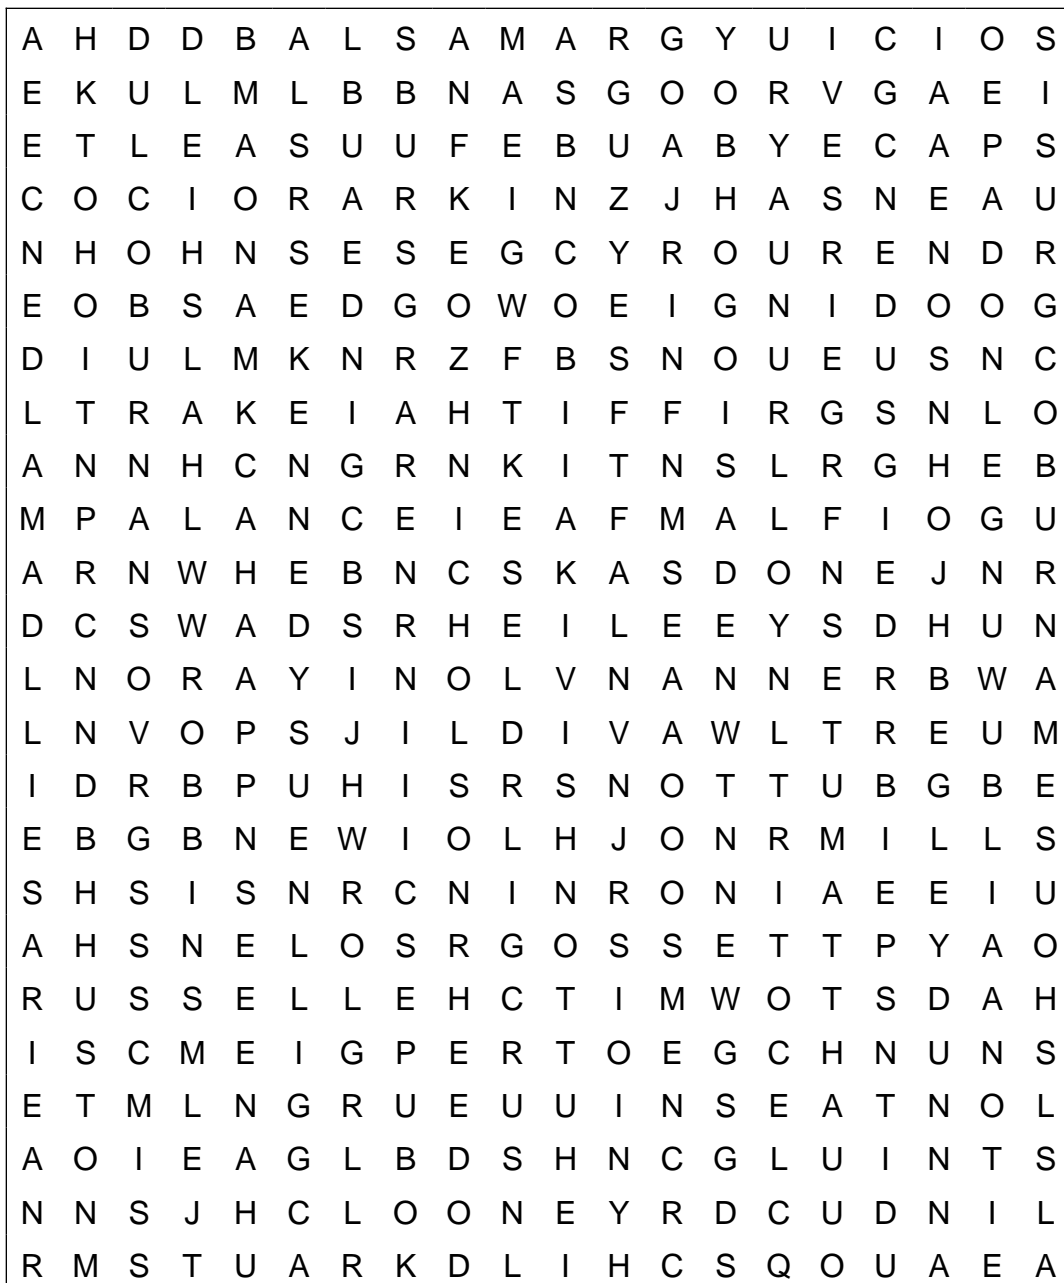 A H D D B A L S A M A R G Y U I C I O S
E K U L M L B B N A S G O O R V G A E I
E T L E A S U U F E B U A B Y E C A P S
C O C I O R A R K I N Z J H A S N E A U
N H O H N S E S E G C Y R O U R E N D R
E O B S A E D G O W O E I G N I D O O G
D I U L M K N R Z F B S N O U E U S N C
L T R A K E I A H T I F F I R G S N L O
A N N H C N G R N K I T N S L R G H E B
M P A L A N C E I E A F M A L F I O G U
A R N W H E B N C S K A S D O N E J N R
D C S W A D S R H E I L E E Y S D H U N
L N O R A Y I N O L V N A N N E R B W A
L N V O P S J I L D I V A W L T R E U M
I D R B P U H I S R S N O T T U B G B E
E B G B N E W I O L H J O N R M I L L S
S H S I S N R C N I N R O N I A E E I U
A H S N E L O S R G O S S E T T P Y A O
R U S S E L L E H C T I M W O T S D A H
I S C M E I G P E R T O E G C H N U N S
E T M L N G R U E U U I N S E A T N O L
A O I E A G L B D S H N C G L U I N T S
N N S J H C L O O N E Y R D C U D N I L
R M S T U A R K D L I H C S Q O U A E A